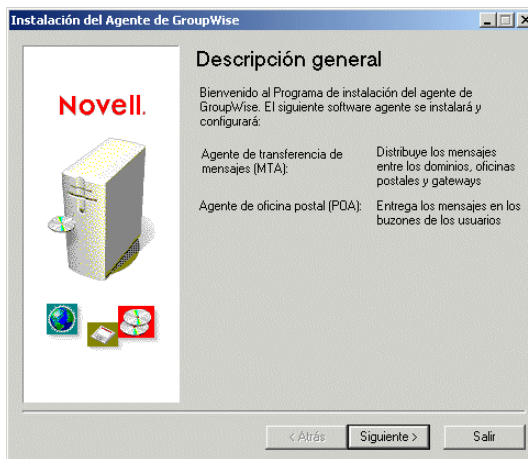 Instalación del Agente de GroupWise
Novell.
Descripción general
Bienvenido al Programa de instalación del agente de
GroupWise. El siguiente software agente se instalará y
configurará:
Agente de transferencia de
mensajes (MTA):
Distribuye los mensajes
entre los dominios, oficinas
postales y gateways
Agente de oficina postal (POA):
Entrega los mensajes en los
buzones de los usuarios
< Atrás
Siguiente >
Salir